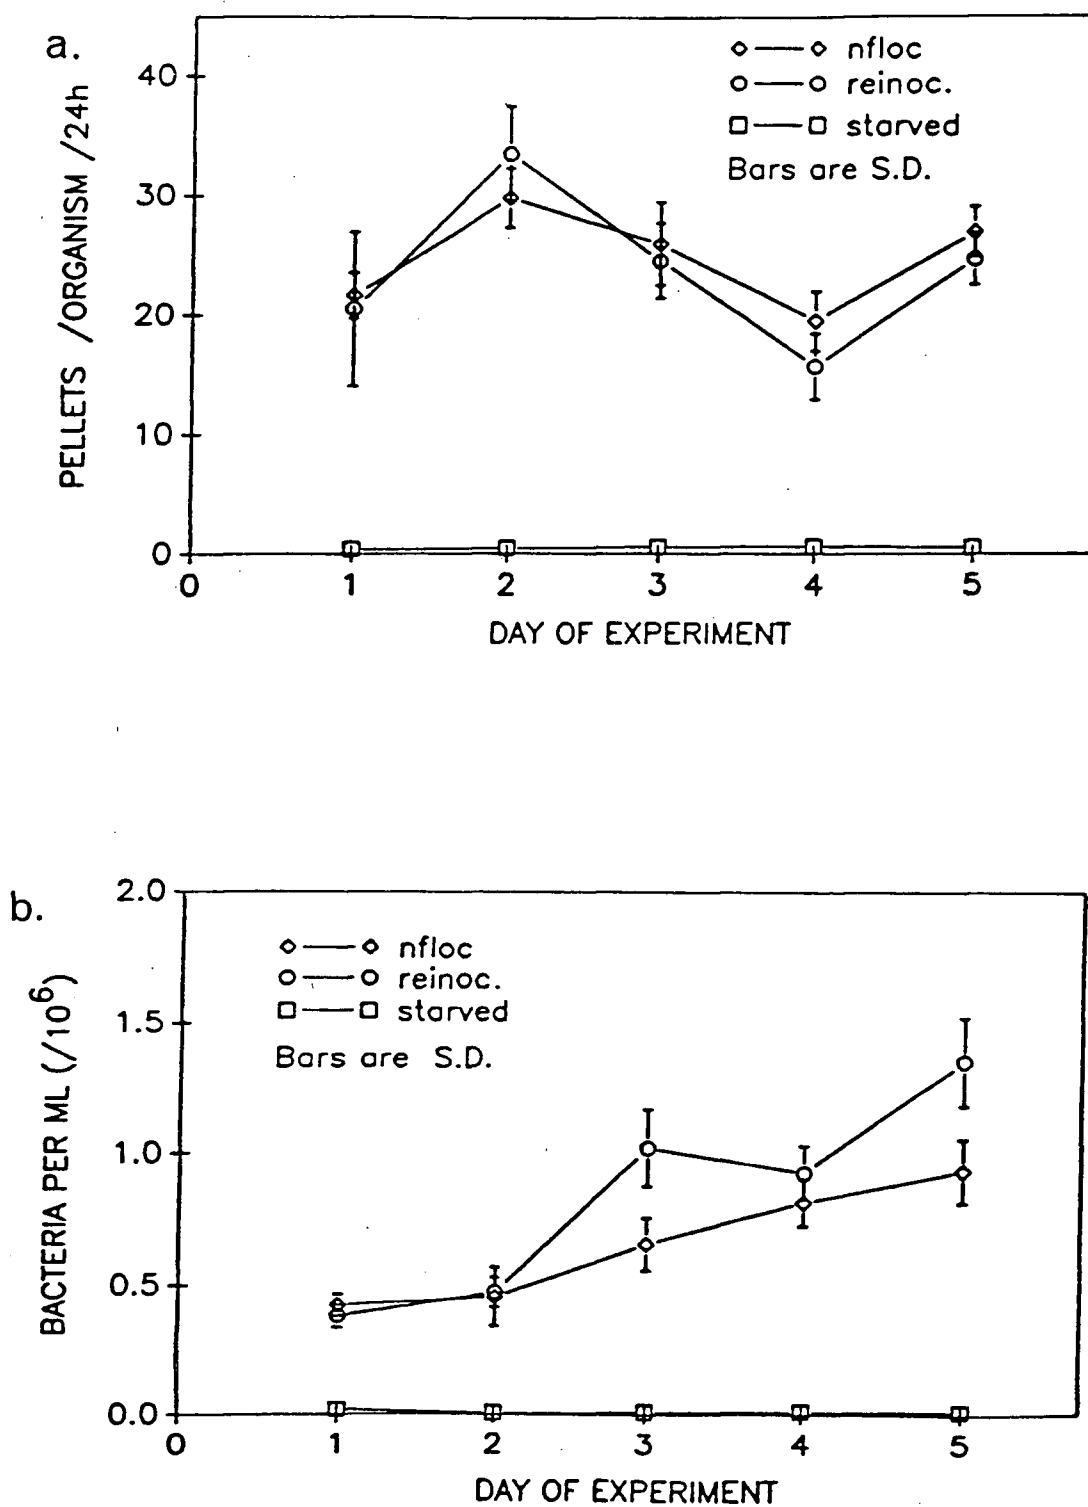 a.
PELLETS /ORGANISM /24h
40
30
20
10
0
nfloc
reinoc.
starved
Bars are S.D.
0 1 2 3 4 5
DAY OF EXPERIMENT
b.
BACTERIA PER ML (/10⁶)
2.0
1.5
1.0
0.5
0.0
nfloc
reinoc.
starved
Bars are S.D.
0 1 2 3 4 5
DAY OF EXPERIMENT